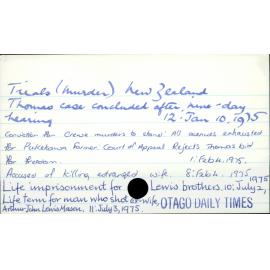 Trials (Murder) New Zealand
Thomas case concluded after nine-day
hearing 12: Jan 10, 1975
Conviction for Crewe murders to stand: All avenues exhausted
for Pukekawa Farmer Court of Appeal Rejects Thomas bid
for freedom. 1: Feb 4. 1975.
Accused of killing estranged wife. 8: Feb 4. 1975
Life imprisonment for Lewis brothers. 10: July 2, 1975
Life term for man who shot ex-wife,
Arthur John Lewis Mason, 11: July 3, 1975.
OTAGO DAILY TIMES